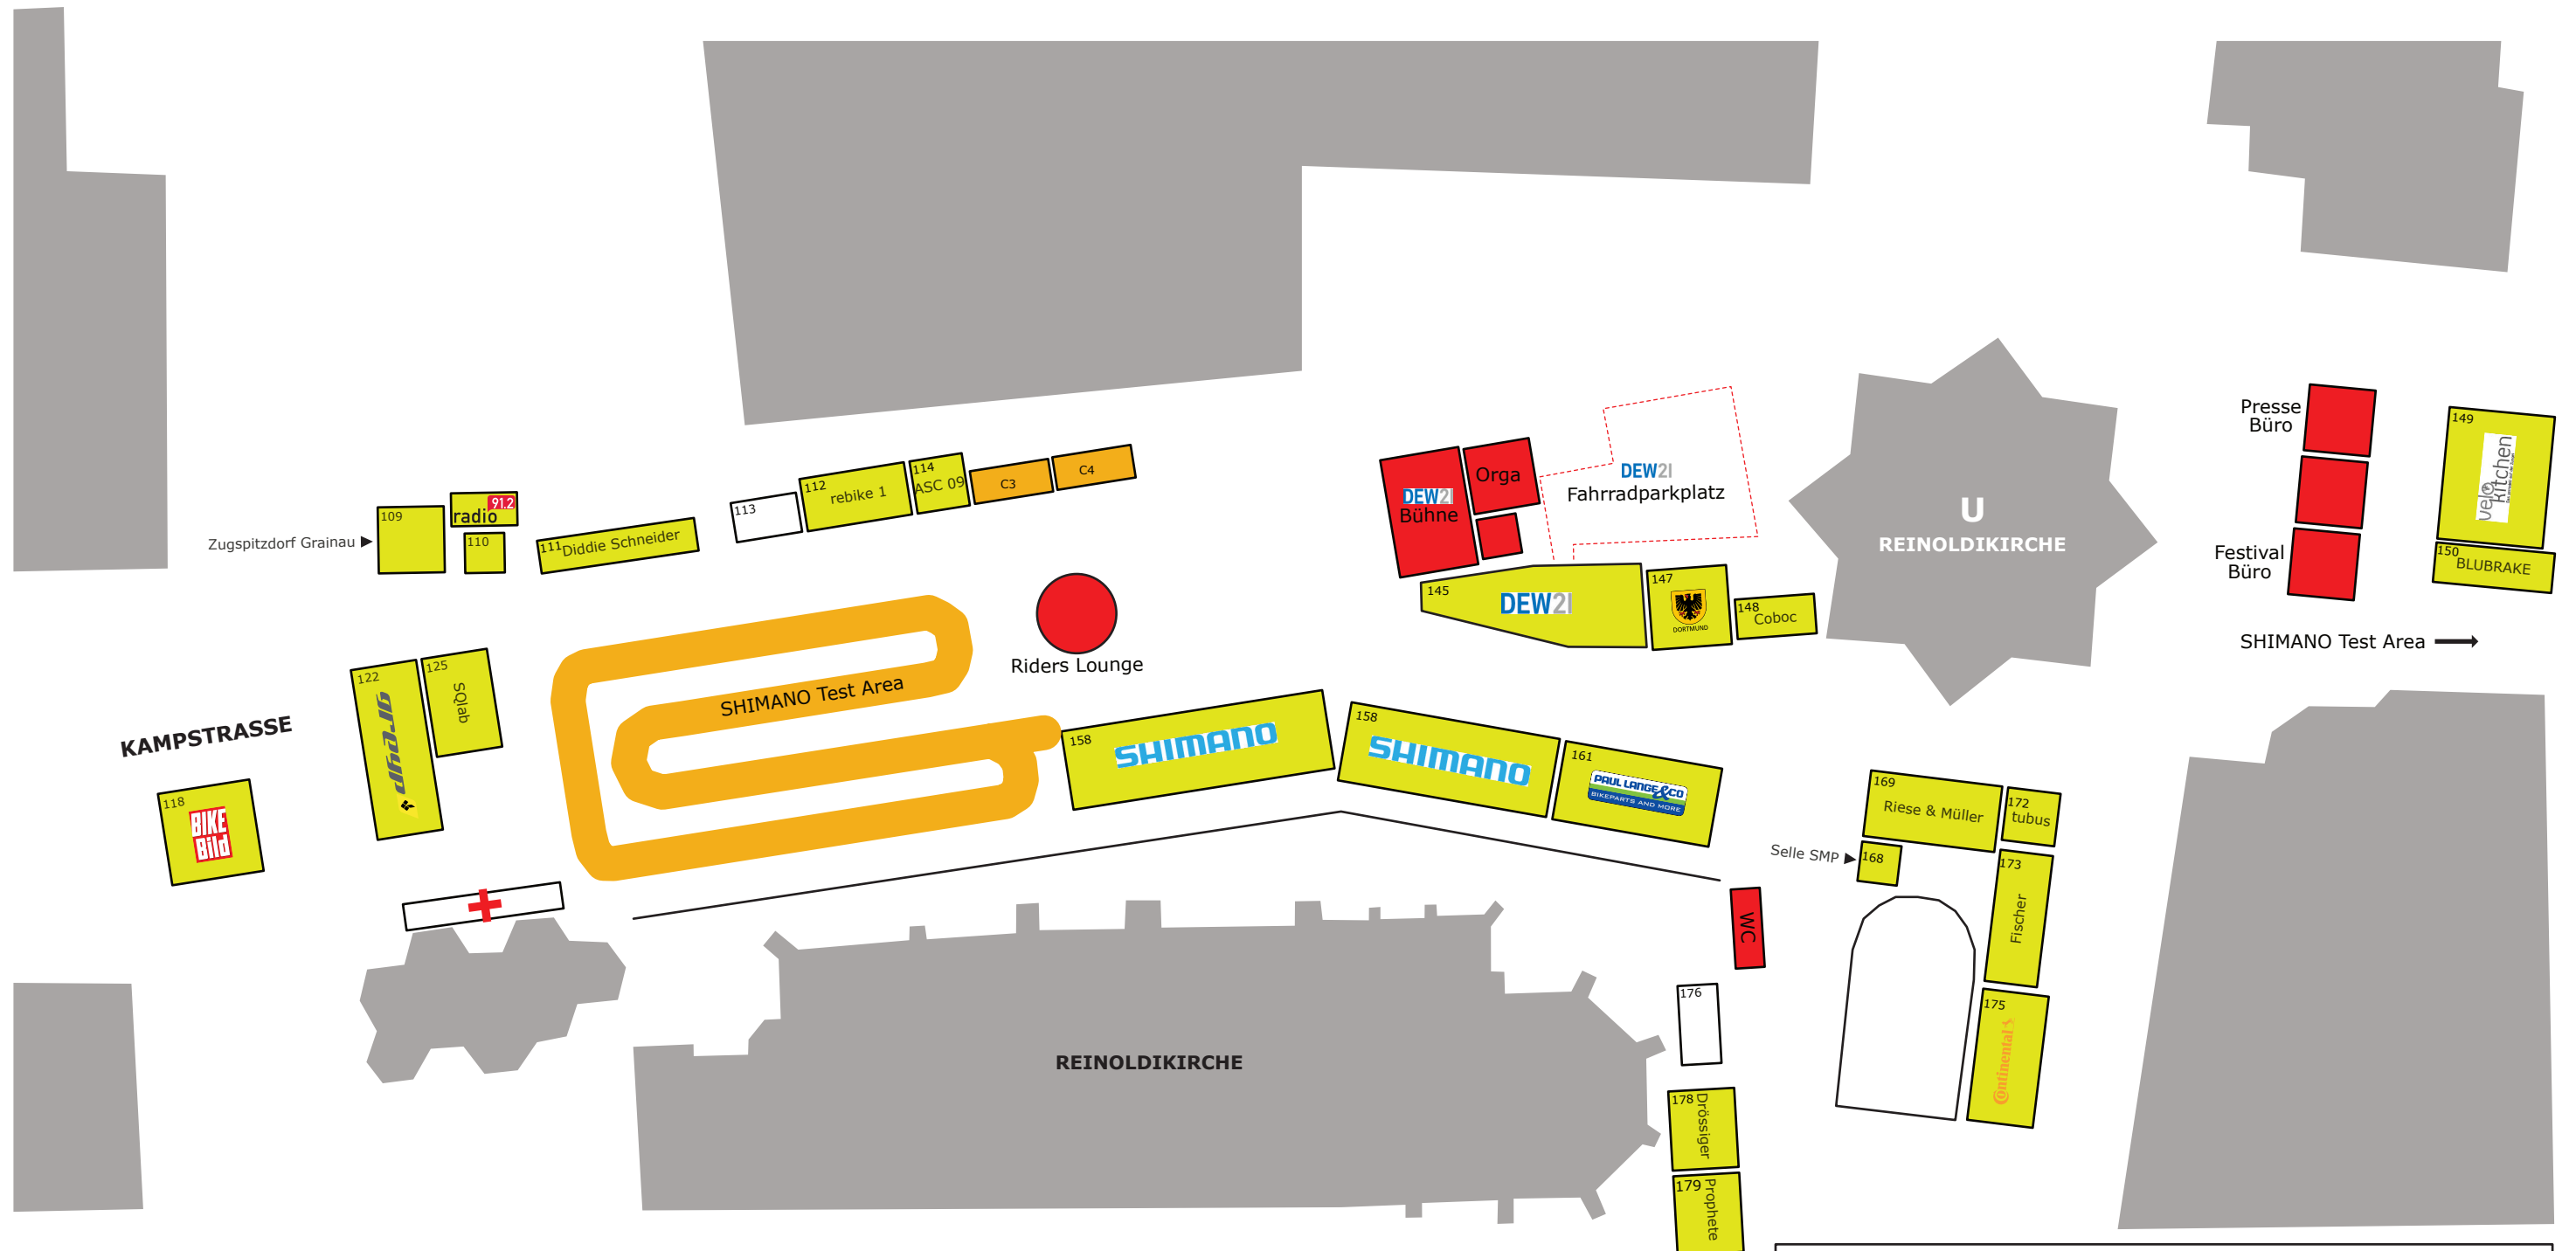 Zugspitzdorf Grainau
109
radio 91.2
110
111 Diddie Schneider
113
112 rebike 1
114
ASC 09
C3
C4
DEW21
Bühne
Orga
DEW21
Fahrradparkplatz
U
REINOLDIKIRCHE
Presse
Büro
Festival
Büro
149
velo
kitchen
150
BLUBRAKE
SHIMANO Test Area
145
DEW21
147
DORTMUND
148
Coboc
Riders Lounge
SHIMANO Test Area
KAMPSTRASSE
118
BIKE
Bild
122
125
SQlab
158
SHIMANO
158
SHIMANO
161
PAUL LANGE & CO
BIKEPARTS AND MORE
169
Riese & Müller
172
tubus
Selle SMP
168
173
Fischer
175
Continental
WC
176
178
Drössiger
179
Prophete
REINOLDIKIRCHE